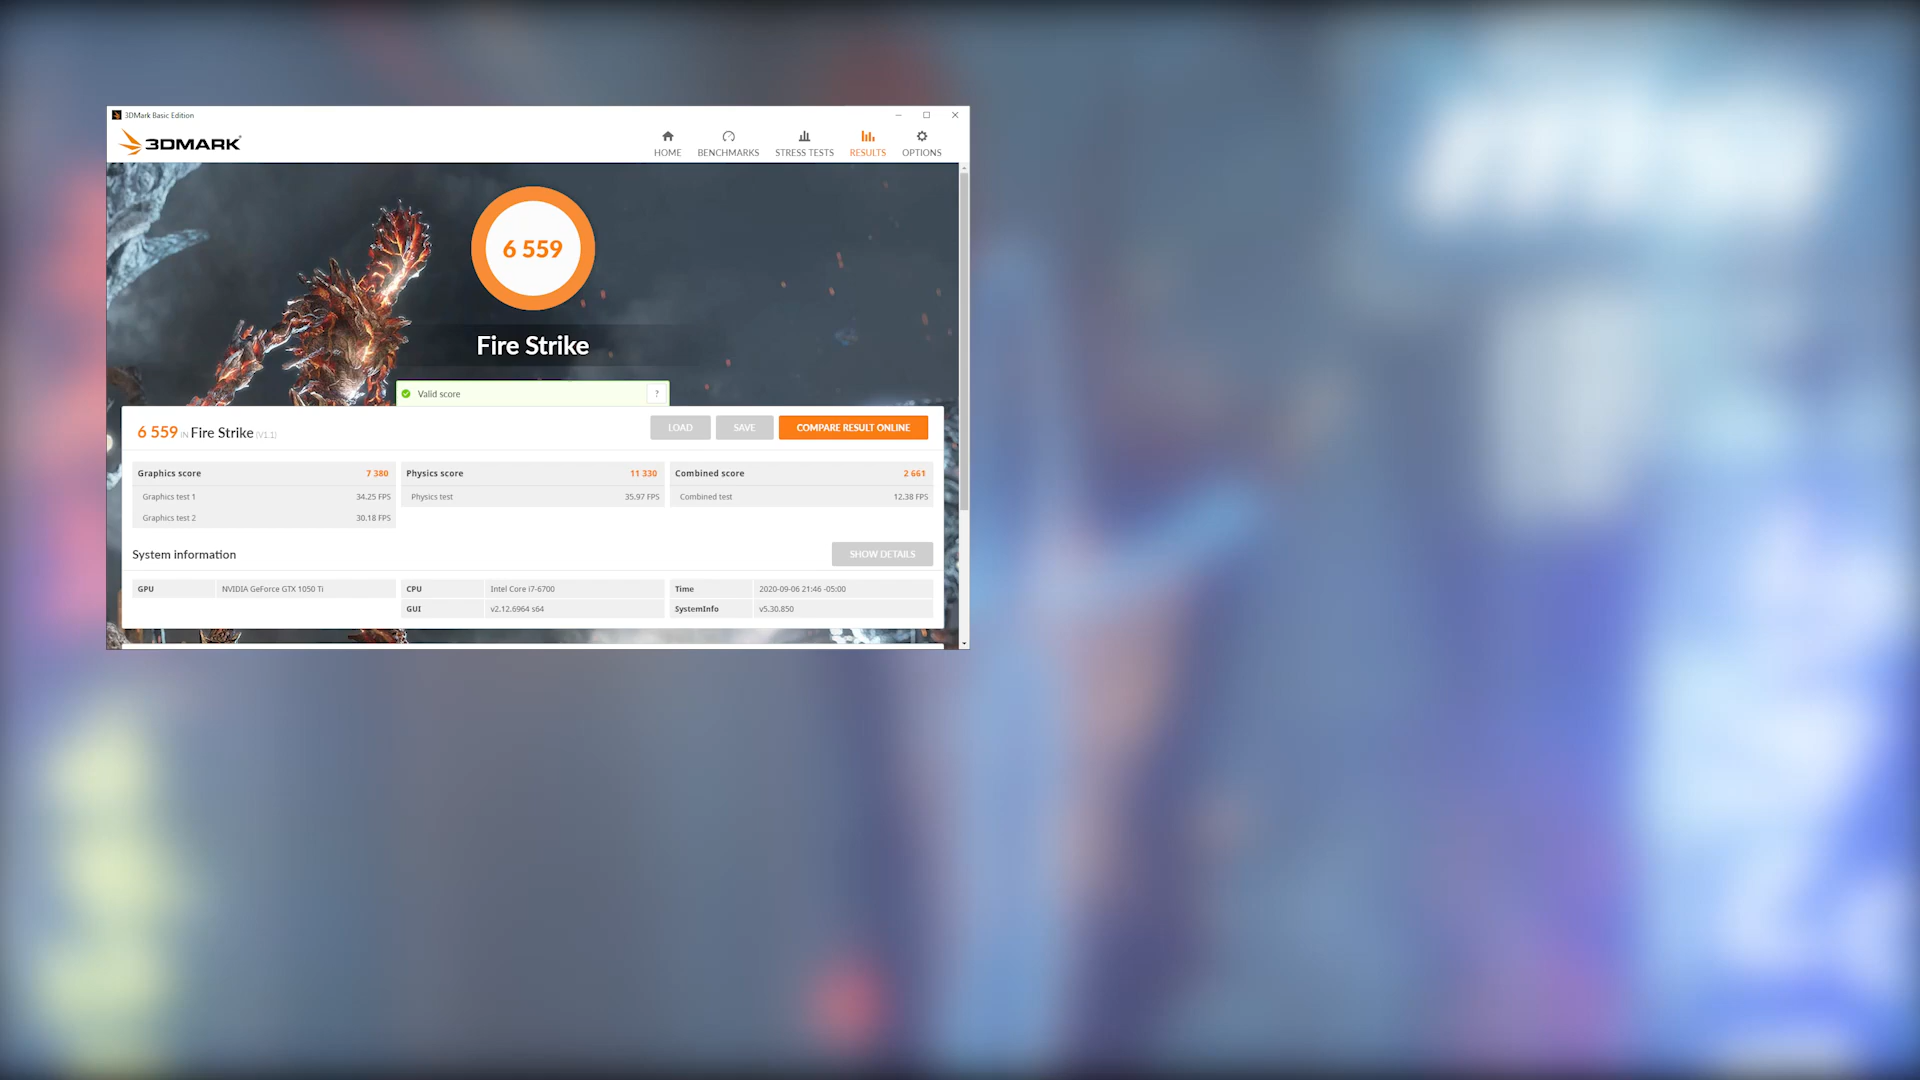 3DMark Basic Edition
3DMARK
HOME BENCHMARKS STRESS TESTS RESULTS OPTIONS
6 559
Fire Strike
Valid score ?
6 559 IN Fire Strike (V1.1) LOAD SAVE COMPARE RESULT ONLINE
Graphics score 7 380 Physics score 11 330 Combined score 2 661
Graphics test 1 34.25 FPS Physics test 35.97 FPS Combined test 12.38 FPS
Graphics test 2 30.18 FPS
System information SHOW DETAILS
GPU NVIDIA GeForce GTX 1050 Ti CPU Intel Core i7-6700 Time 2020-09-06 21:46 -05:00
GUI v2.12.6964 s64 SystemInfo v5.30.850